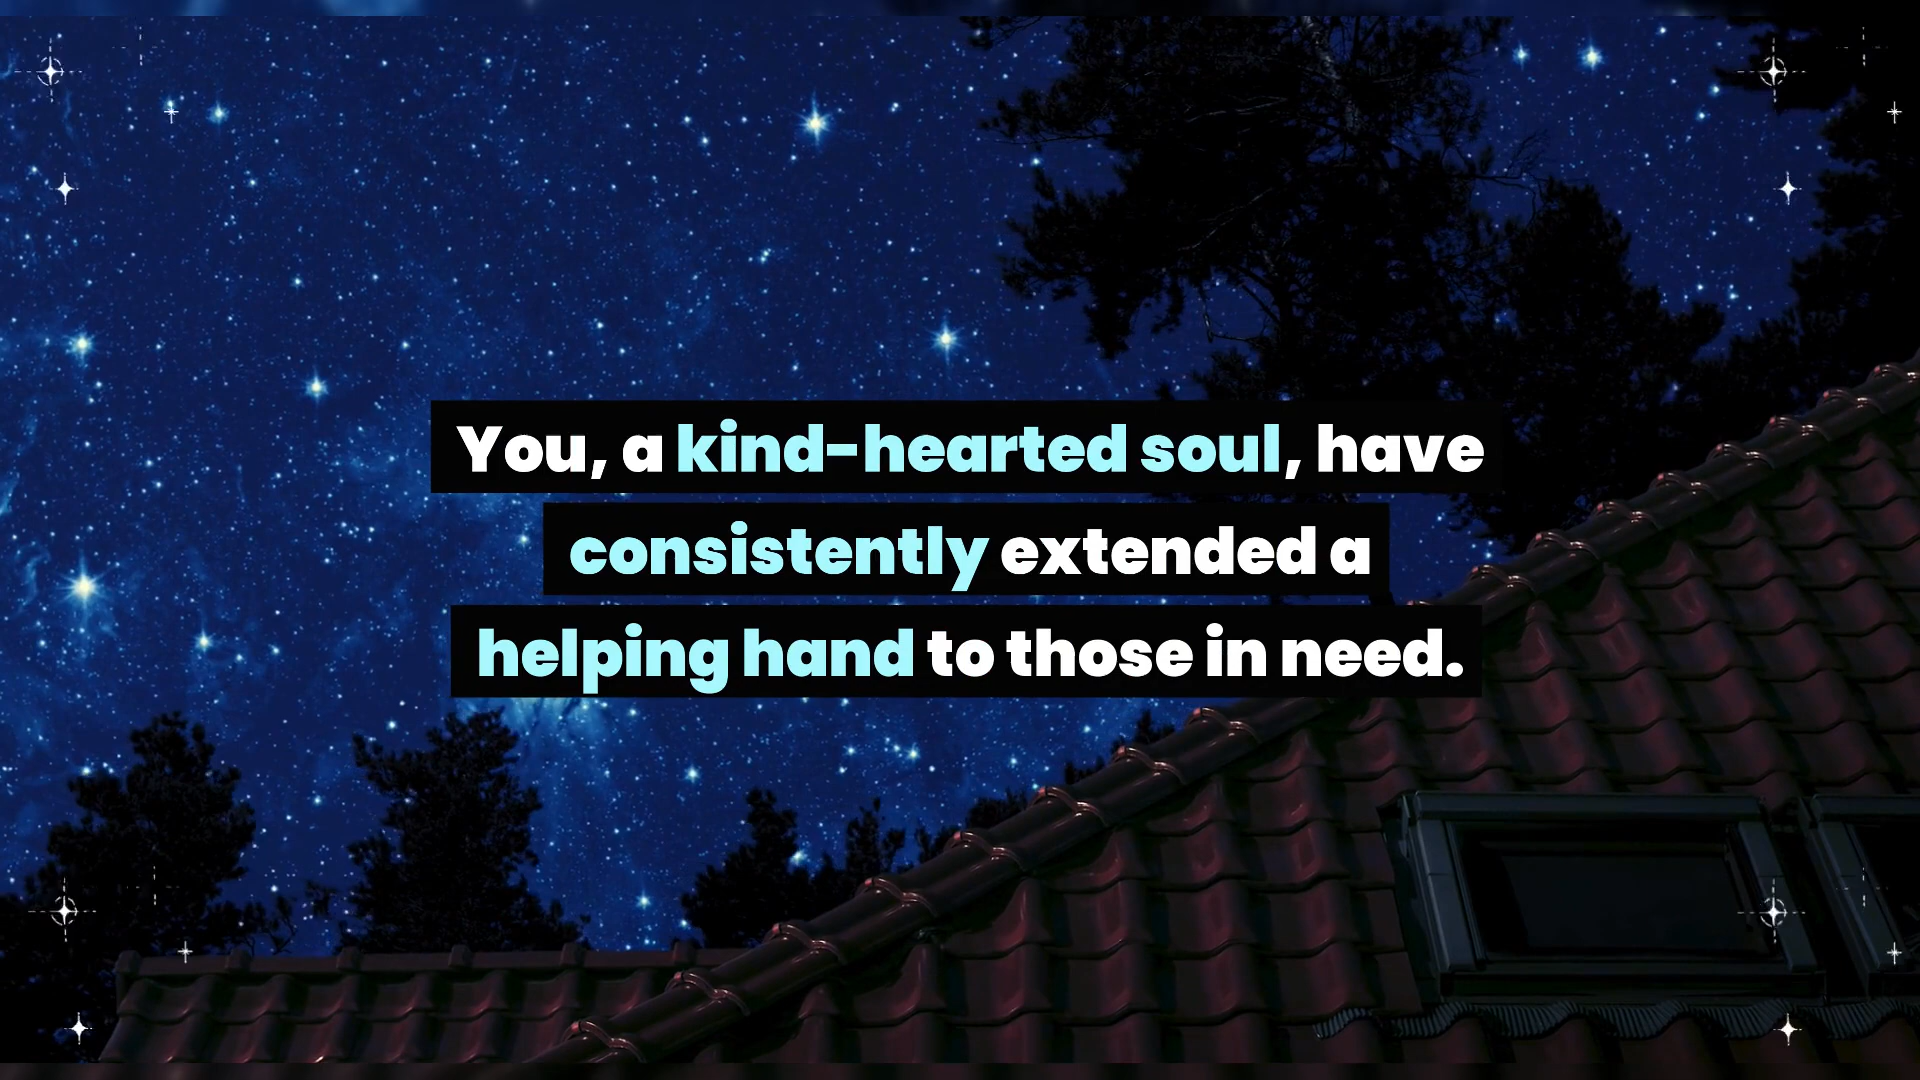 You, a kind-hearted soul, have
consistently extended a
helping hand to those in need.